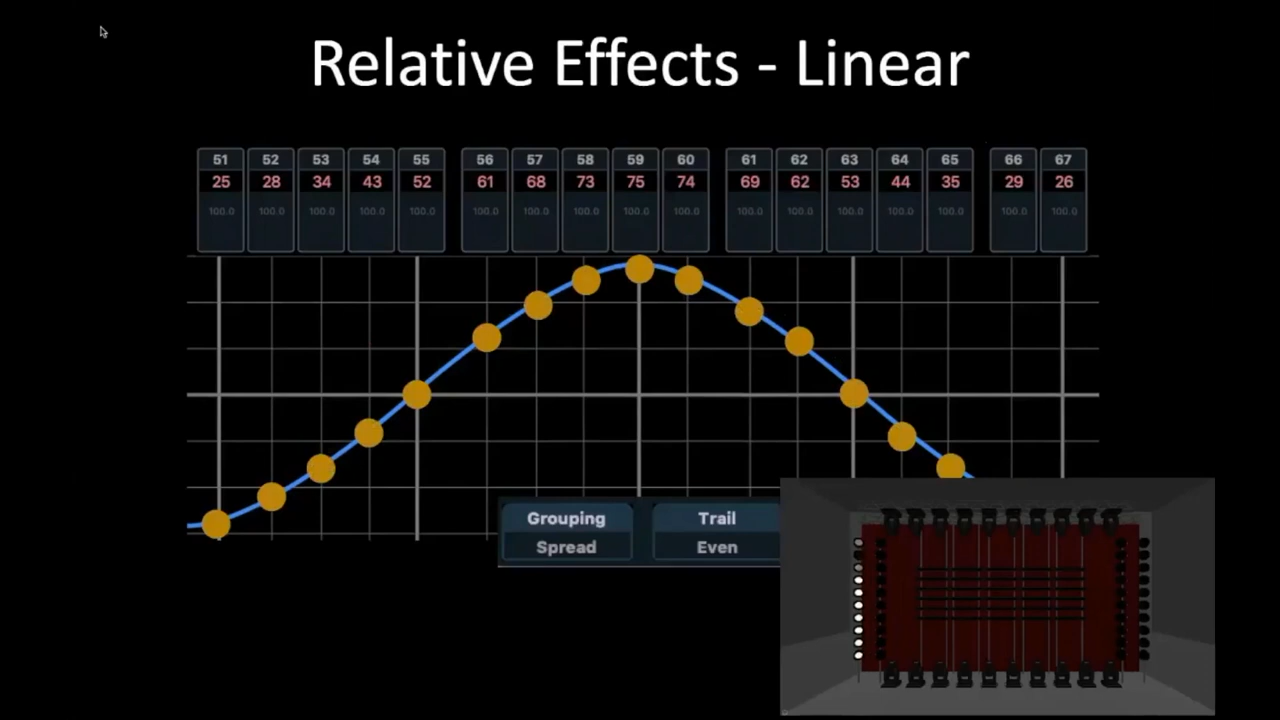 Relative Effects - Linear
51 52 53 54 55 56 57 58 59 60 61 62 63 64 65 66 67
25 28 34 43 52 61 68 73 75 74 69 62 53 44 35 29 26
100.0 100.0 100.0 100.0 100.0 100.0 100.0 100.0 100.0 100.0 100.0 100.0 100.0 100.0 100.0 100.0 100.0
Grouping Trail
Spread Even